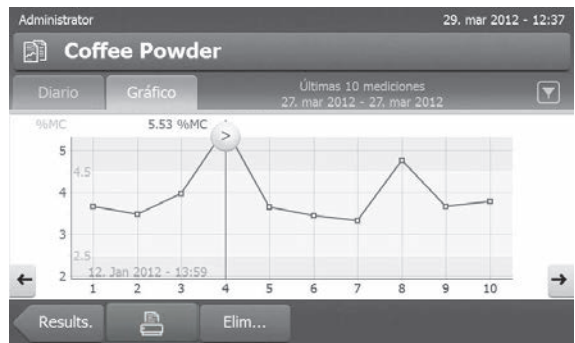 Administrator 29. mar 2012 - 12:37
Coffee Powder
Diario Gráfico Últimas 10 mediciones
27. mar 2012 - 27. mar 2012
%MC 5.53 %MC >
5
4.5
4
3
2.5
2 12. Jan 2012 - 13:59
1 2 3 4 5 6 7 8 9 10
Results. Elim...